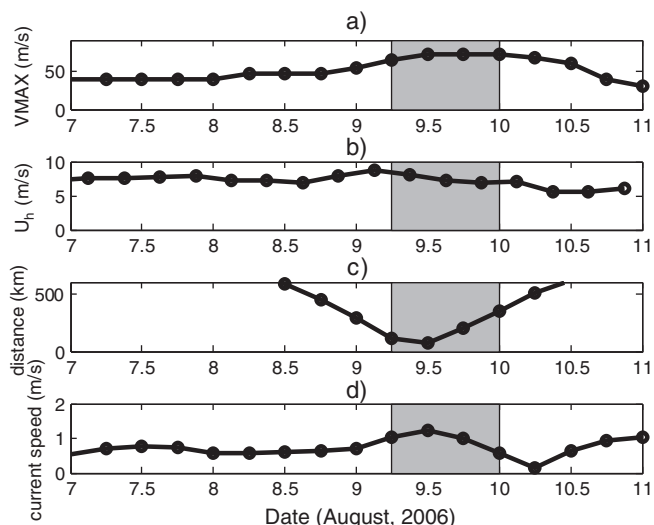 a)
VMAX (m/s)
50
0
7 7.5 8 8.5 9 9.5 10 10.5 11
b)
U_h (m/s)
10
5
0
7 7.5 8 8.5 9 9.5 10 10.5 11
c)
distance (km)
500
0
7 7.5 8 8.5 9 9.5 10 10.5 11
d)
current speed (m/s)
2
1
0
7 7.5 8 8.5 9 9.5 10 10.5 11
Date (August, 2006)